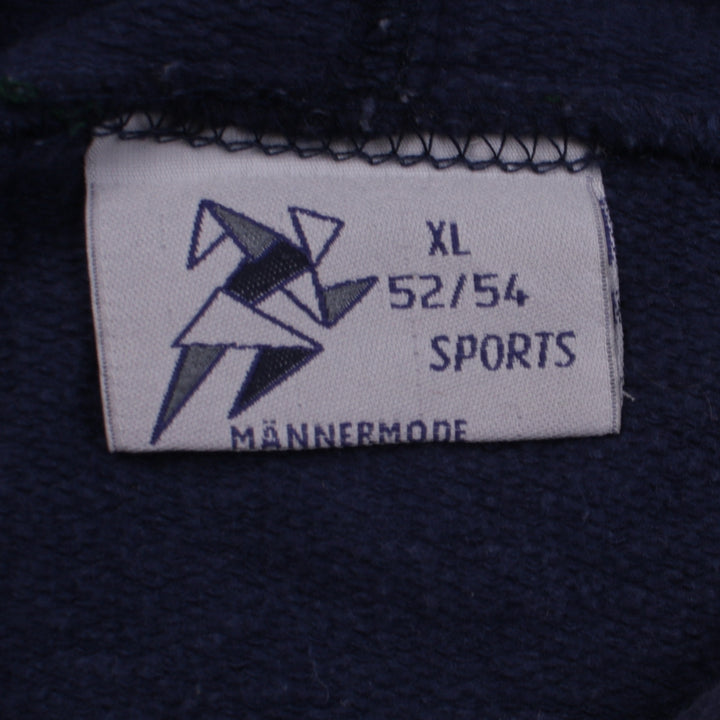 XL
52/54
SPORTS
MÄNNERMODE